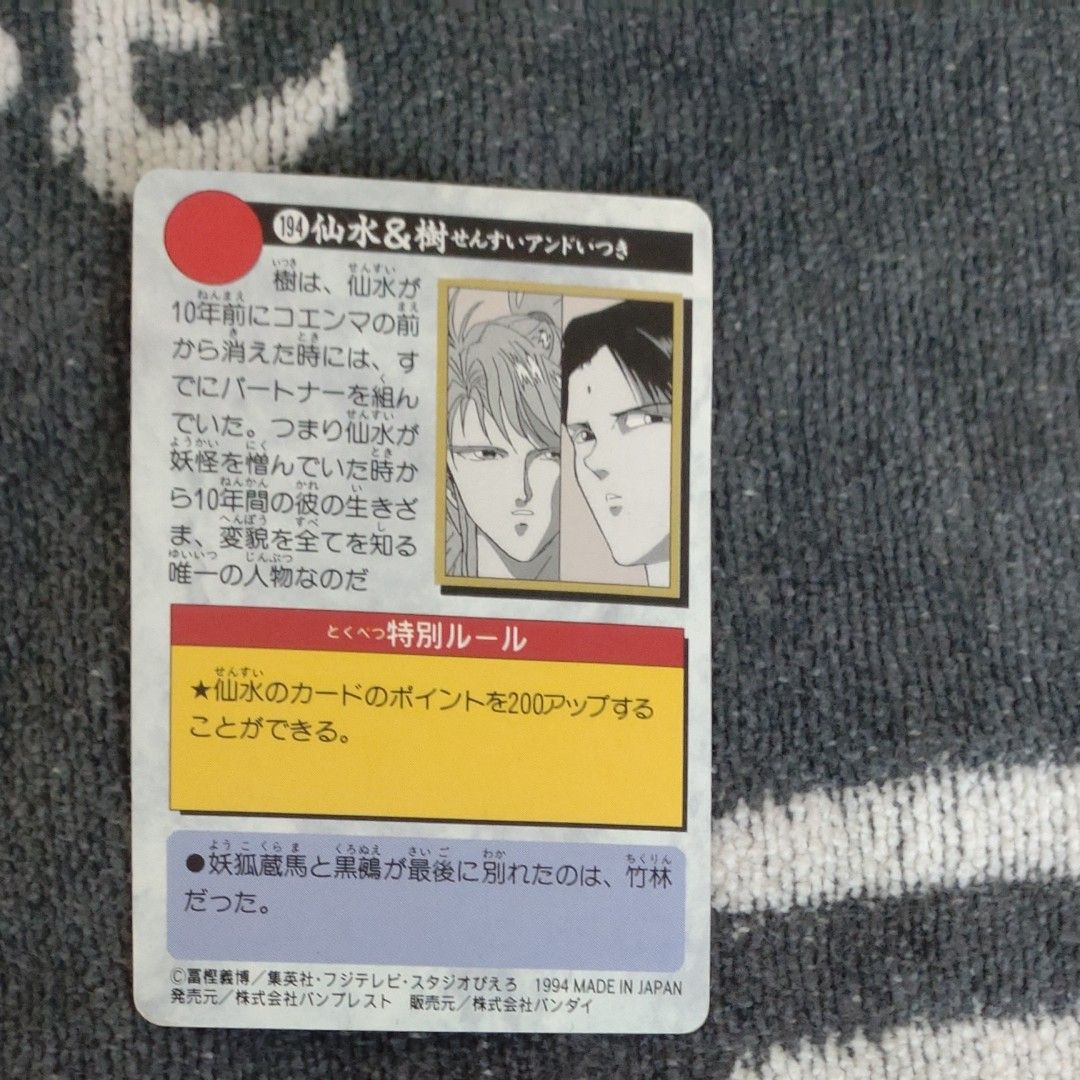 194 仙水&樹 せんすいアンドいつき
樹は、仙水が
10年前にコエンマの前
から消えた時には、す
でにパートナーを組ん
でいた。つまり仙水が
妖怪を憎んでいた時か
ら10年間の彼の生きざ
ま、変貌を全てを知る
唯一の人物なのだ
とくべつ特別ルール
★仙水のカードのポイントを200アップする
ことができる。
●妖狐蔵馬と黒鵺が最後に別れたのは、竹林
だった。
©冨樫義博/集英社・フジテレビ・スタジオぴえろ 1994 MADE IN JAPAN
発売元/株式会社バンプレスト 販売元/株式会社バンダイ